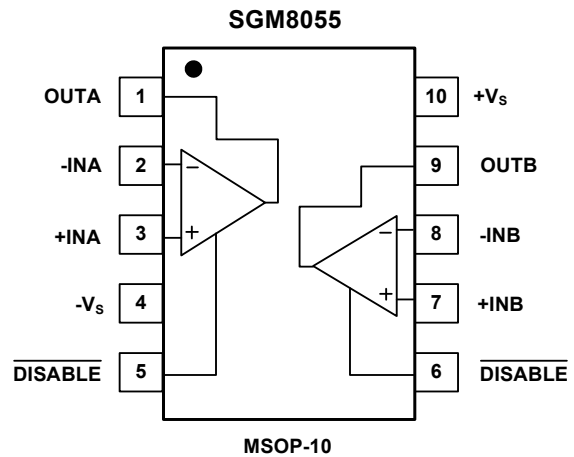 SGM8055
OUTA 1
10 +VS
-INA 2
9 OUTB
+INA 3
8 -INB
-VS 4
7 +INB
DISABLE 5
6 DISABLE
− +
− +
MSOP-10